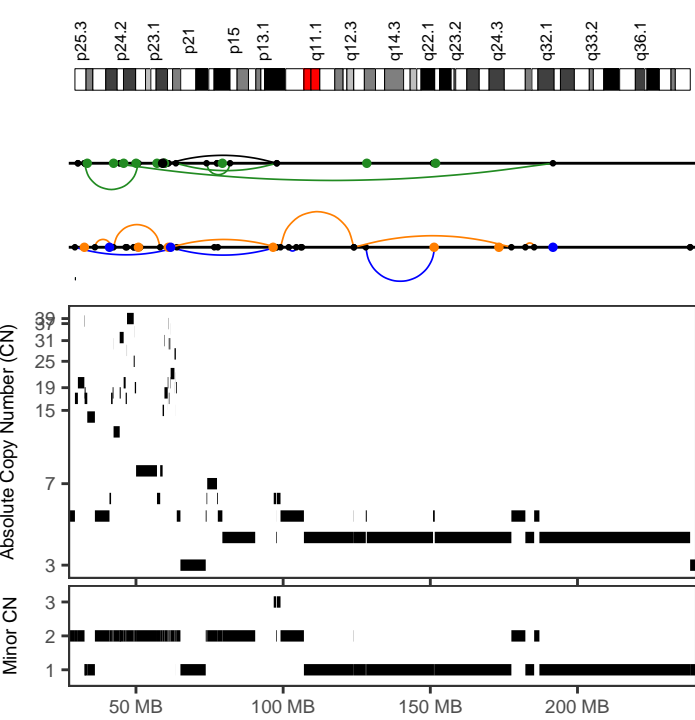 p25.3 p24.2 p23.1 p21 p15 p13.1 q11.1 q12.3 q14.3 q22.1 q23.2 q24.3 q32.1 q33.2 q36.1
Absolute Copy Number (CN)
39
37
31
25
19
15
7
3
Minor CN
3
2
1
50 MB 100 MB 150 MB 200 MB